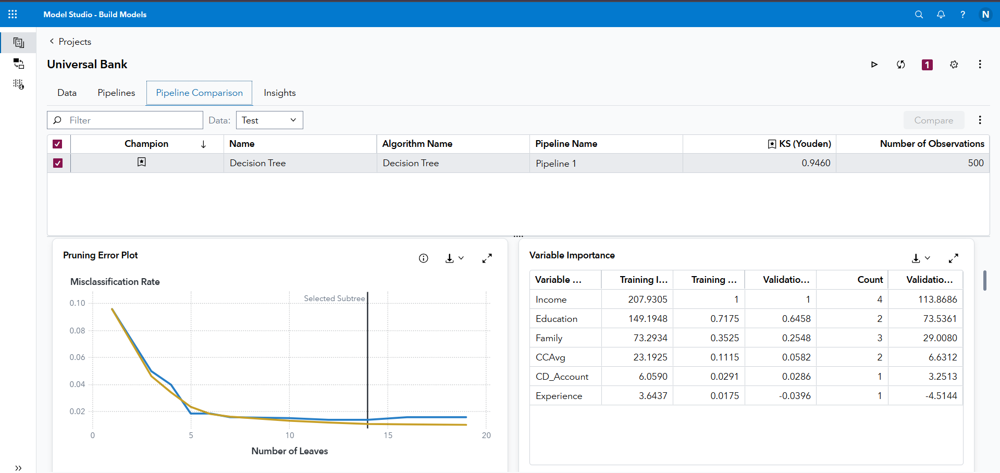 Model Studio - Build Models
? N
Projects
Universal Bank
1
Data Pipelines Pipeline Comparison Insights
Filter Data: Test Compare
Champion Name Algorithm Name Pipeline Name KS (Youden) Number of Observations
Decision Tree Decision Tree Pipeline 1 0.9460 500
Pruning Error Plot
Misclassification Rate
Selected Subtree
0.10
0.08
0.06
0.04
0.02
0 5 10 15 20
Number of Leaves
Variable Importance
Variable ... Training I... Training ... Validatio... Count Validatio...
Income 207.9305 1 1 4 113.8686
Education 149.1948 0.7175 0.6458 2 73.5361
Family 73.2934 0.3525 0.2548 3 29.0080
CCAvg 23.1925 0.1115 0.0582 2 6.6312
CD_Account 6.0590 0.0291 0.0286 1 3.2513
Experience 3.6437 0.0175 -0.0396 1 -4.5144